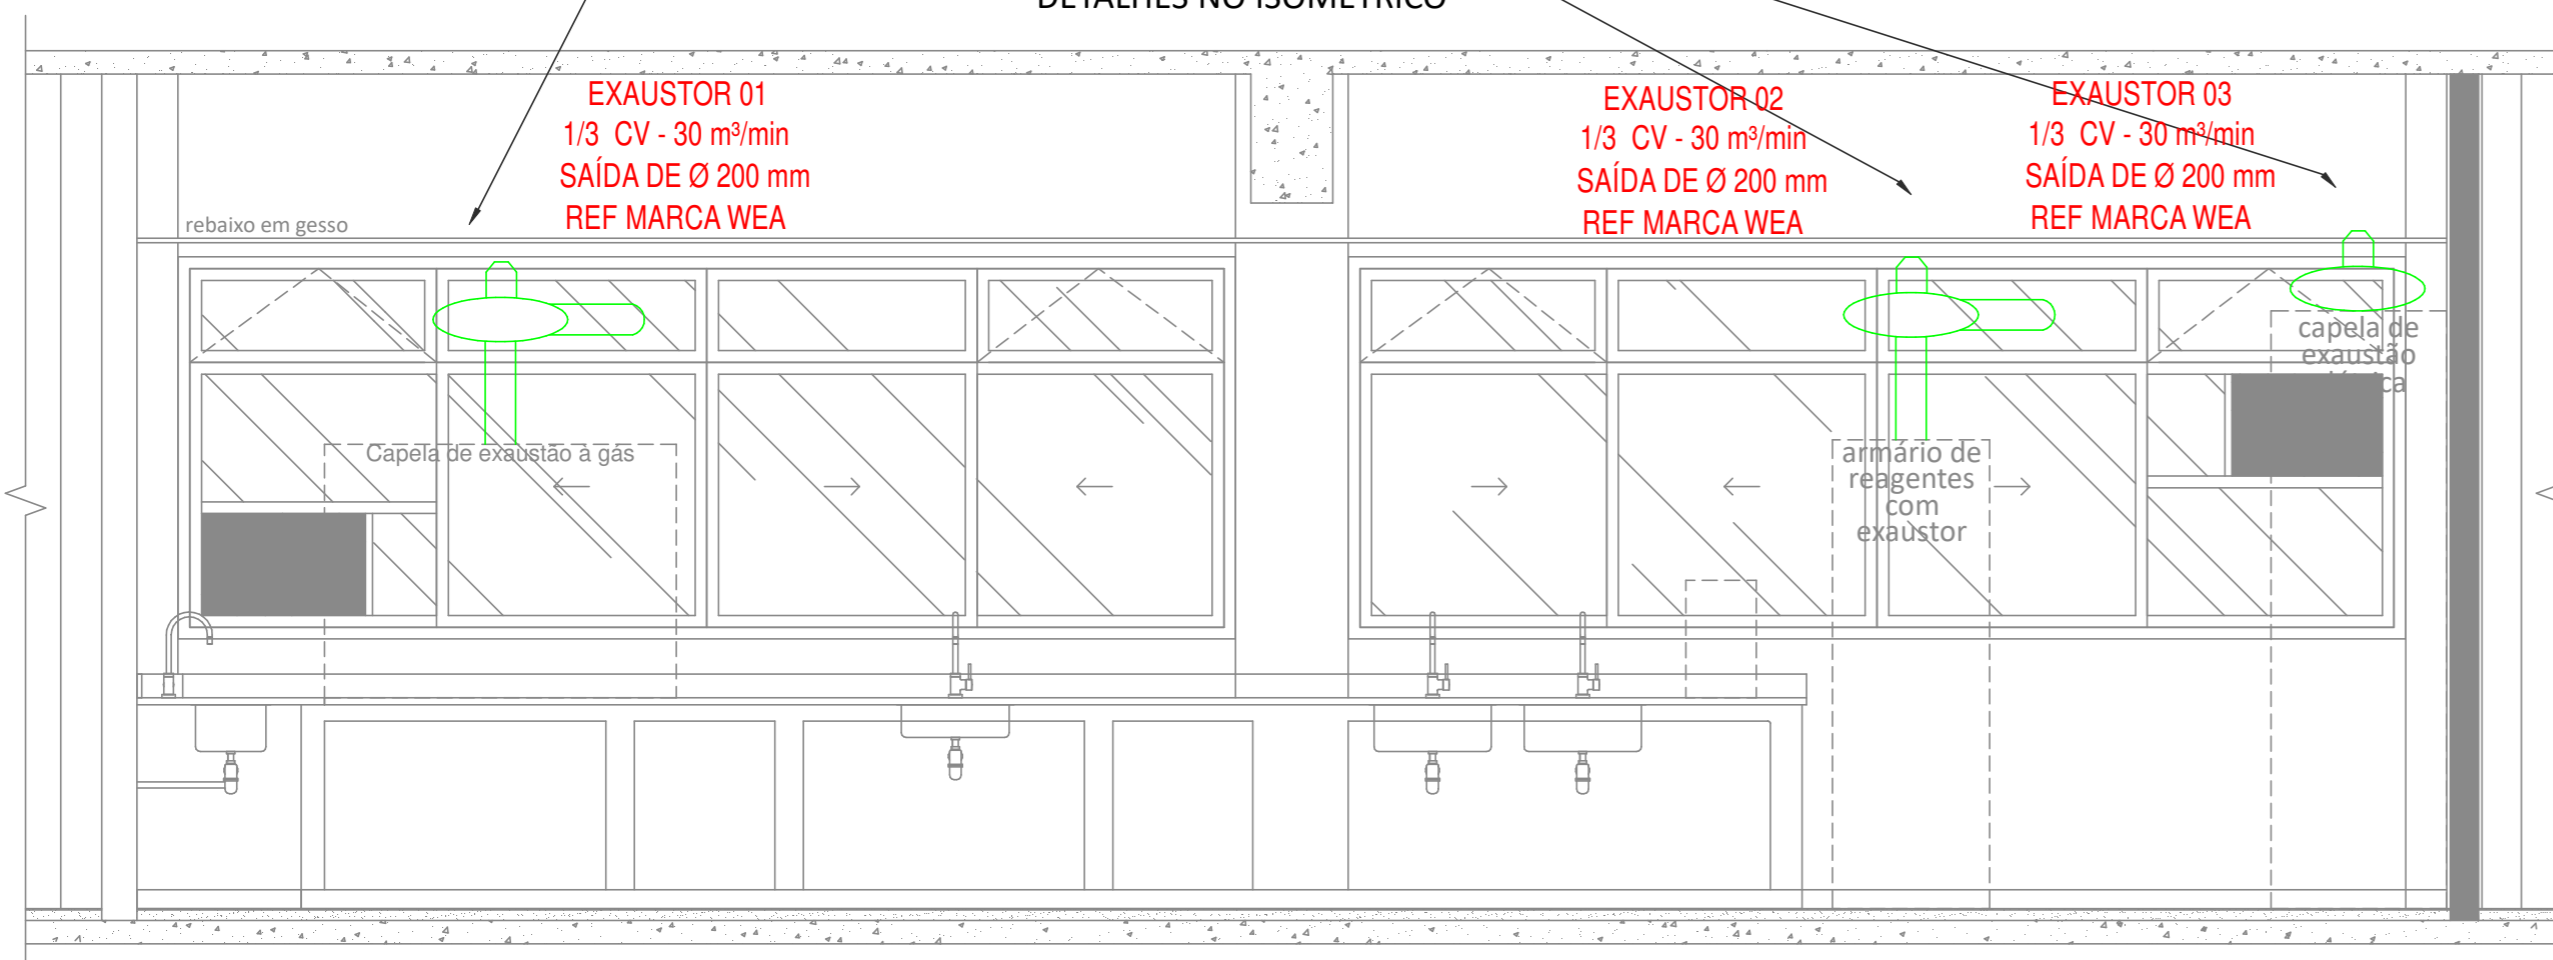 DETALHES NO ISOMÉTRICO
EXAUSTOR 01
1/3 CV - 30 m³/min
SAÍDA DE Ø 200 mm
REF MARCA WEA
EXAUSTOR 02
1/3 CV - 30 m³/min
SAÍDA DE Ø 200 mm
REF MARCA WEA
EXAUSTOR 03
1/3 CV - 30 m³/min
SAÍDA DE Ø 200 mm
REF MARCA WEA
rebaixo em gesso
capela de
exaustão
Capela de exaustão à gás
armário de
reagentes
com
exaustor